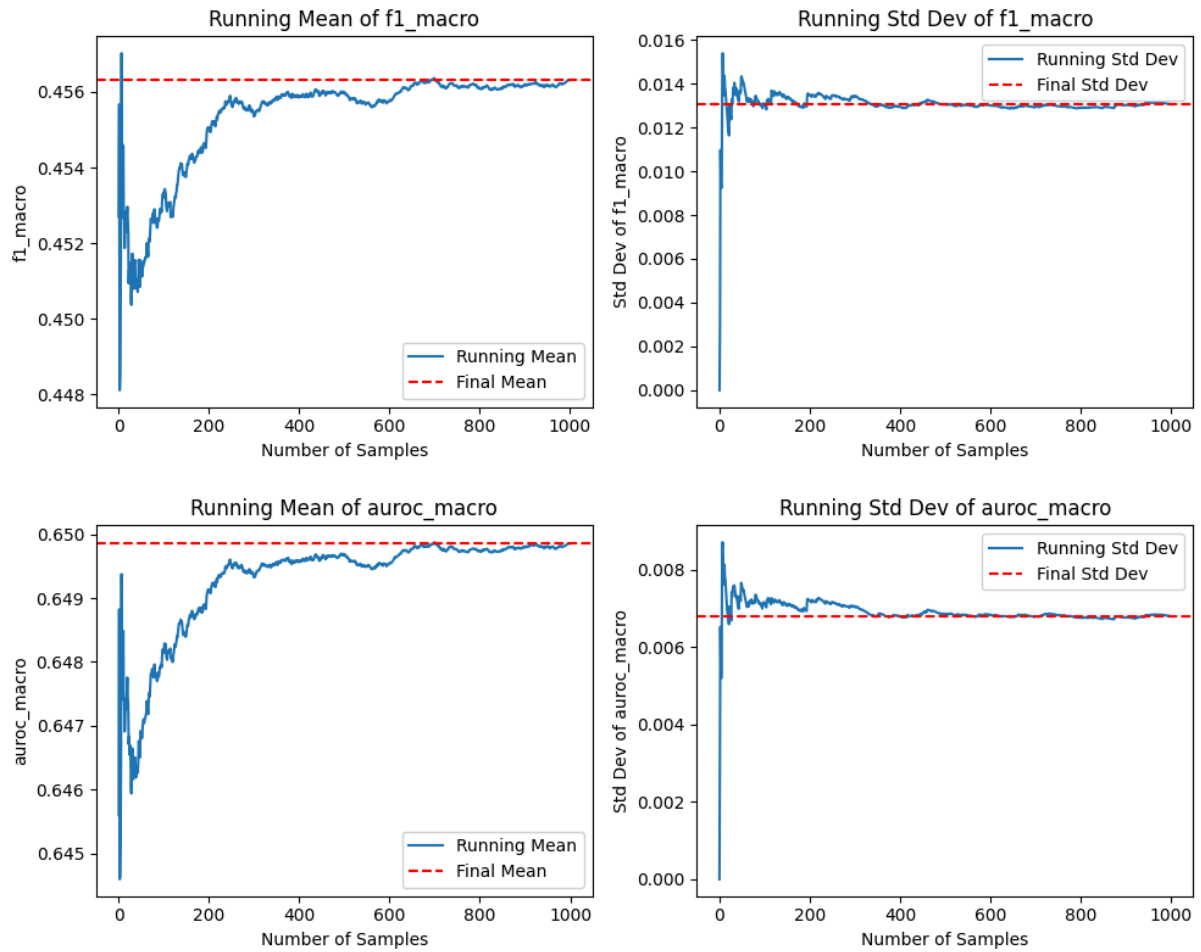 Running Mean of f1_macro
0.456
0.454
0.452
0.450
0.448
f1_macro
Running Mean
Final Mean
0 200 400 600 800 1000
Number of Samples
Running Std Dev of f1_macro
0.016
0.014
0.012
0.010
0.008
0.006
0.004
0.002
0.000
Std Dev of f1_macro
Running Std Dev
Final Std Dev
0 200 400 600 800 1000
Number of Samples
Running Mean of auroc_macro
0.650
0.649
0.648
0.647
0.646
0.645
auroc_macro
Running Mean
Final Mean
0 200 400 600 800 1000
Number of Samples
Running Std Dev of auroc_macro
0.008
0.006
0.004
0.002
0.000
Std Dev of auroc_macro
Running Std Dev
Final Std Dev
0 200 400 600 800 1000
Number of Samples